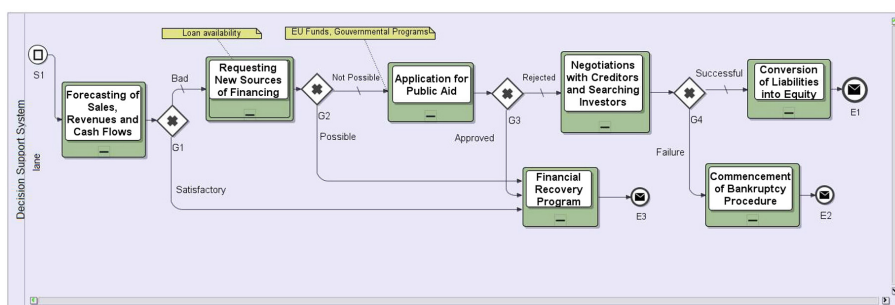 Decision Support System
lane
S1
Forecasting of
Sales,
Revenues and
Cash Flows
G1
Bad
Satisfactory
Loan availability
Requesting
New Sources
of Financing
G2
Not Possible
Possible
EU Funds, Gouvernmental Programs
Application for
Public Aid
G3
Rejected
Approved
Negotiations
with Creditors
and Searching
Investors
G4
Successful
Failure
Conversion
of Liabilities
into Equity
E1
Financial
Recovery
Program
E3
Commencement
of Bankruptcy
Procedure
E2